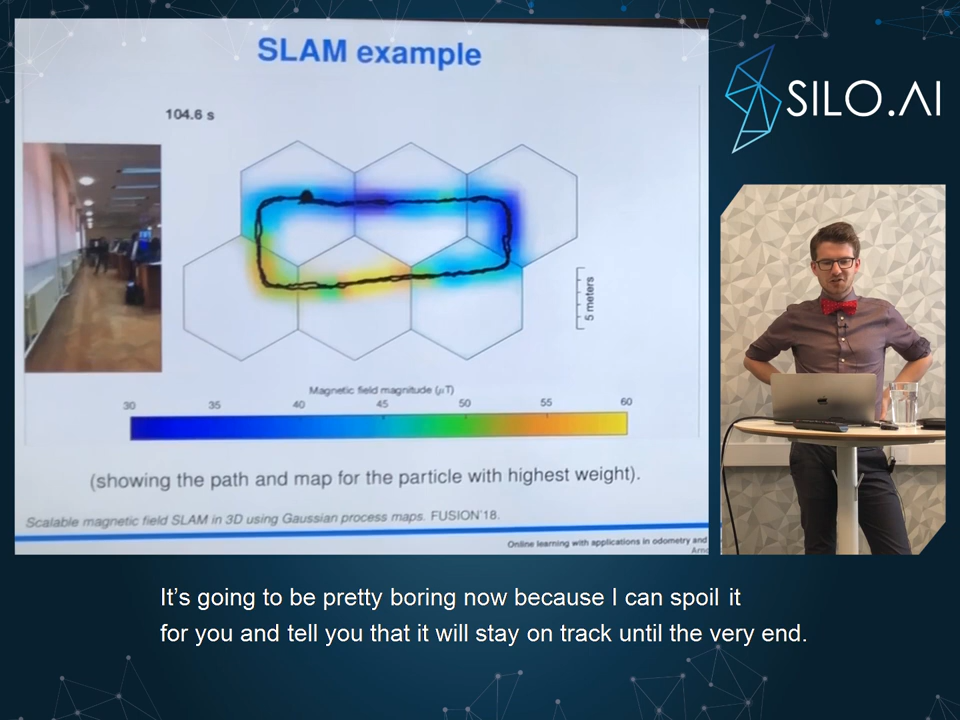 SLAM example
SILO.AI
104.6 s
5 meters
Magnetic field magnitude (μT)
30 35 40 45 50 55 60
(showing the path and map for the particle with highest weight).
Scalable magnetic field SLAM in 3D using Gaussian process maps. FUSION'18.
Online learning with applications in odometry and
It's going to be pretty boring now because I can spoil it
for you and tell you that it will stay on track until the very end.